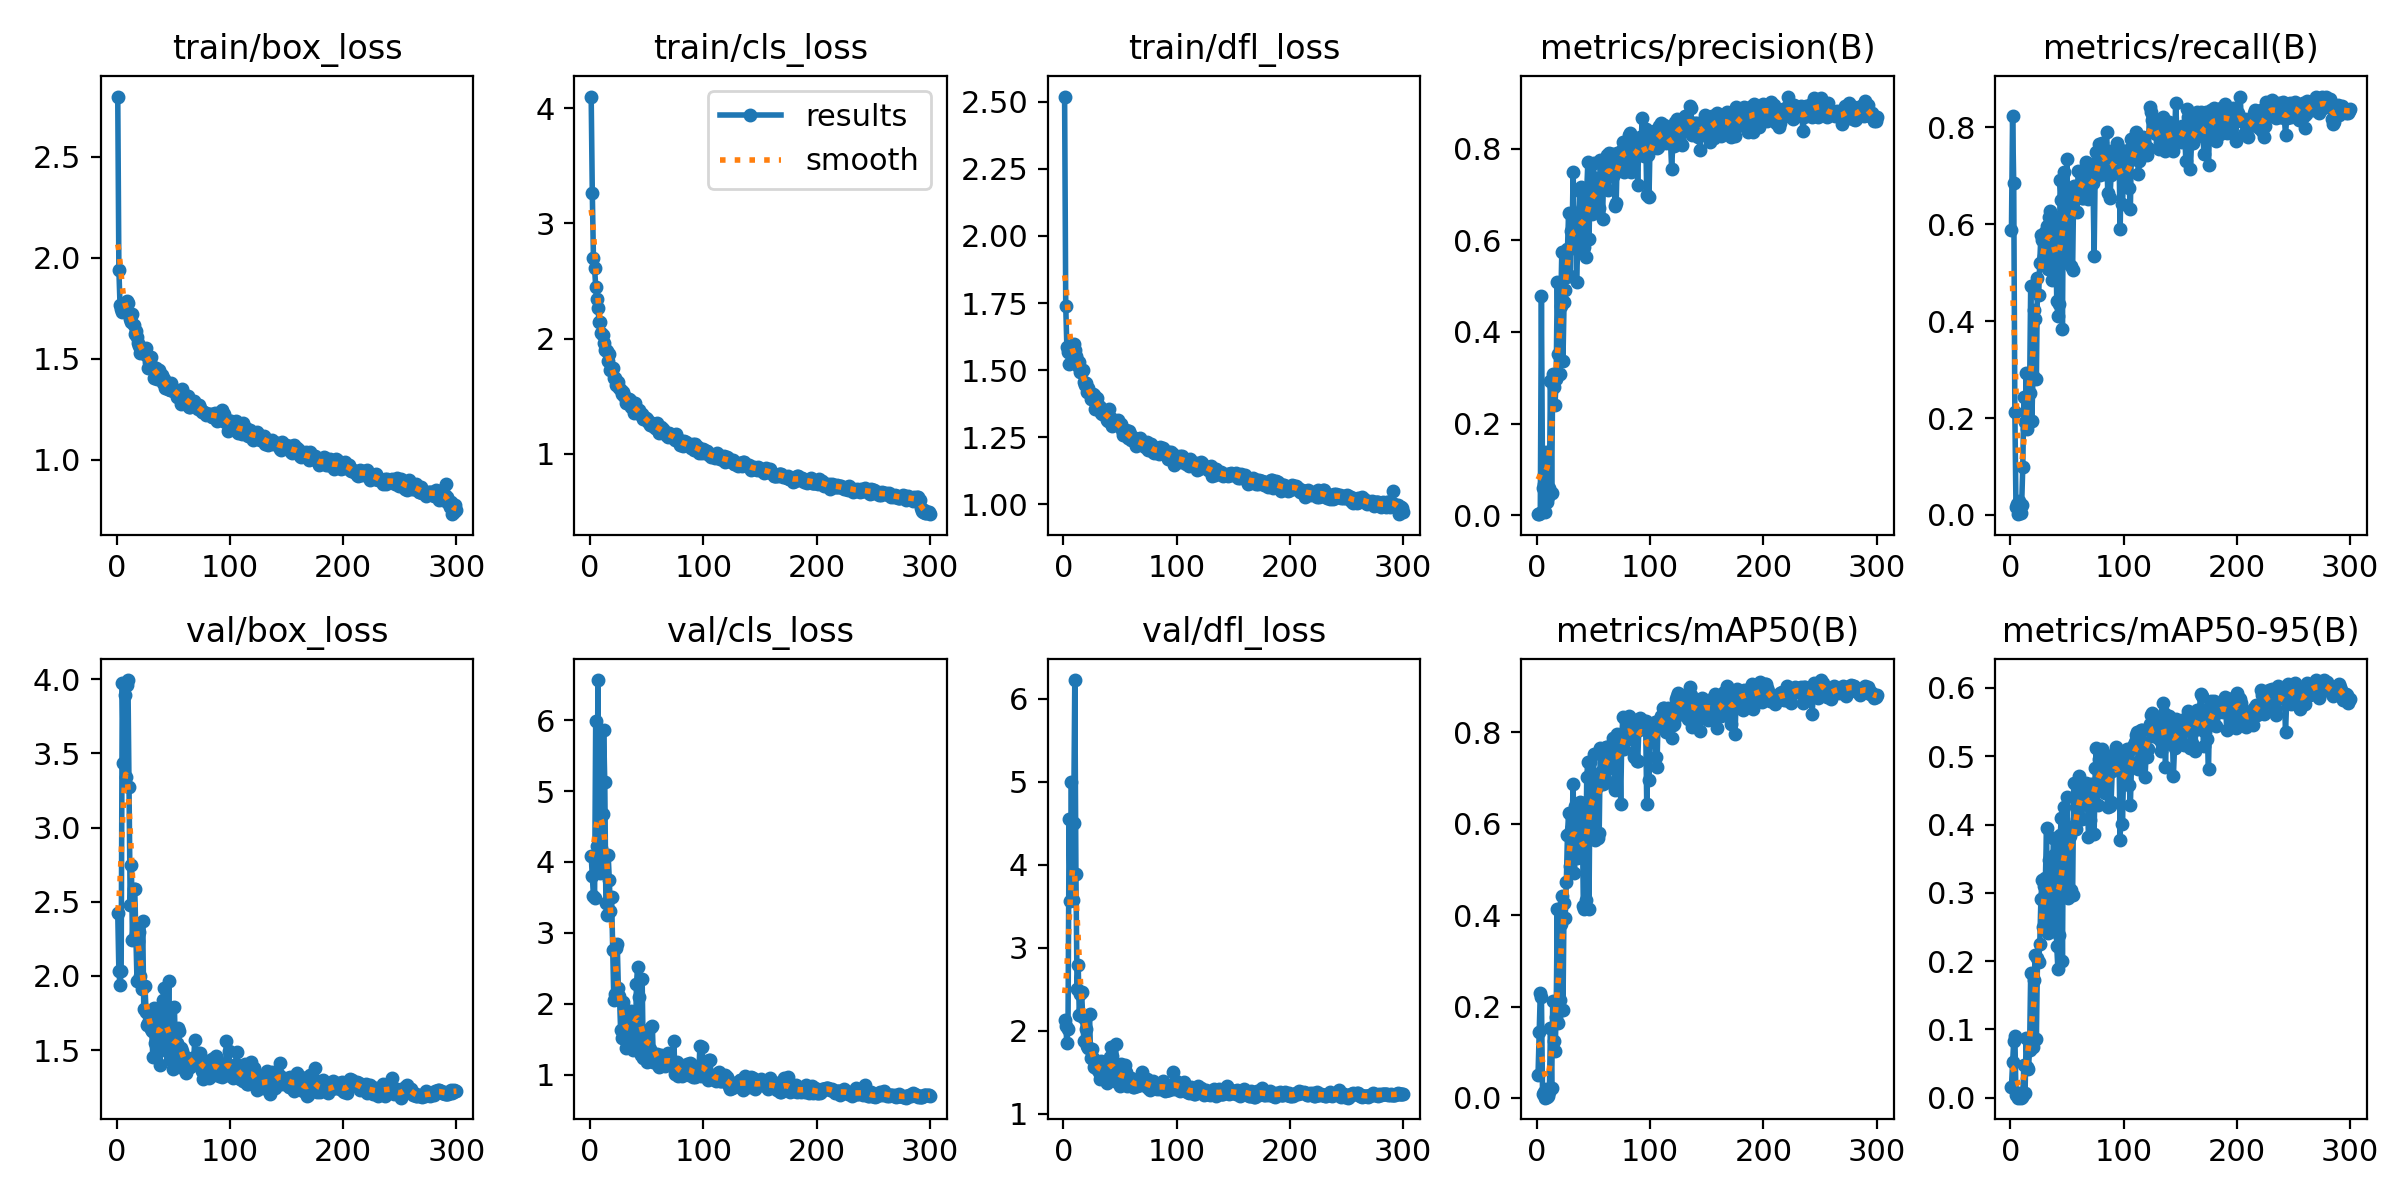 train/box_loss
2.5
2.0
1.5
1.0
0 100 200 300
train/cls_loss
results
smooth
4
3
2
1
0 100 200 300
train/dfl_loss
2.50
2.25
2.00
1.75
1.50
1.25
1.00
0 100 200 300
metrics/precision(B)
0.8
0.6
0.4
0.2
0.0
0 100 200 300
metrics/recall(B)
0.8
0.6
0.4
0.2
0.0
0 100 200 300
val/box_loss
4.0
3.5
3.0
2.5
2.0
1.5
0 100 200 300
val/cls_loss
6
5
4
3
2
1
0 100 200 300
val/dfl_loss
6
5
4
3
2
1
0 100 200 300
metrics/mAP50(B)
0.8
0.6
0.4
0.2
0.0
0 100 200 300
metrics/mAP50-95(B)
0.6
0.5
0.4
0.3
0.2
0.1
0.0
0 100 200 300